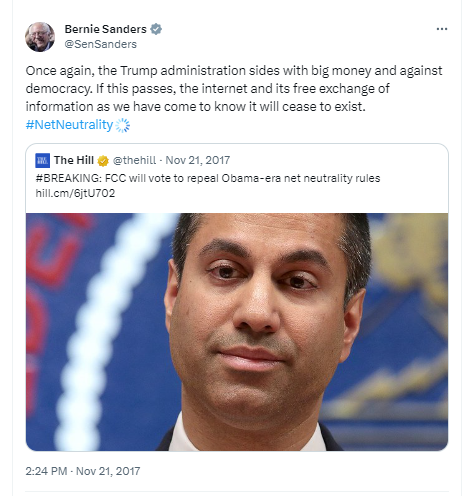 Bernie Sanders
@SenSanders
Once again, the Trump administration sides with big money and against
democracy. If this passes, the internet and its free exchange of
information as we have come to know it will cease to exist.
#NetNeutrality
The Hill @thehill · Nov 21, 2017
#BREAKING: FCC will vote to repeal Obama-era net neutrality rules
hill.cm/6jtU702
2:24 PM · Nov 21, 2017